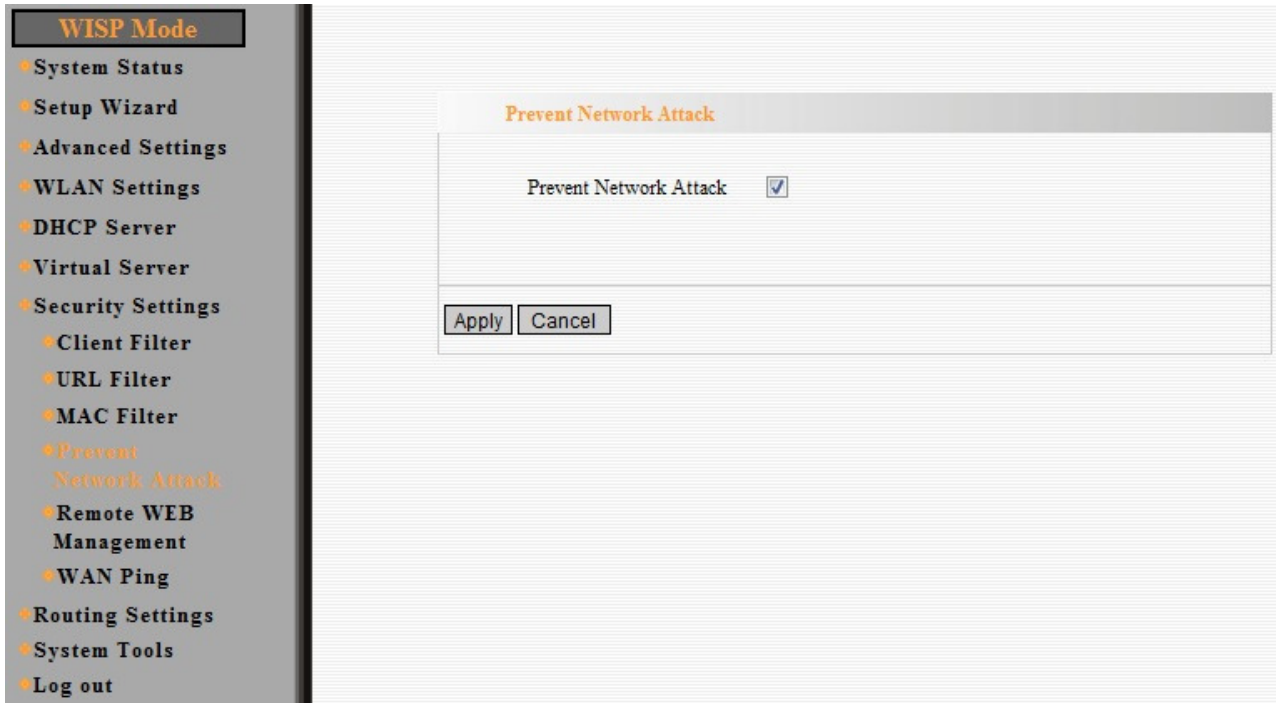 WISP Mode
System Status
Setup Wizard
Advanced Settings
WLAN Settings
DHCP Server
Virtual Server
Security Settings
Client Filter
URL Filter
MAC Filter
Prevent
Network Attack
Remote WEB
Management
WAN Ping
Routing Settings
System Tools
Log out
Prevent Network Attack
Prevent Network Attack
Apply Cancel